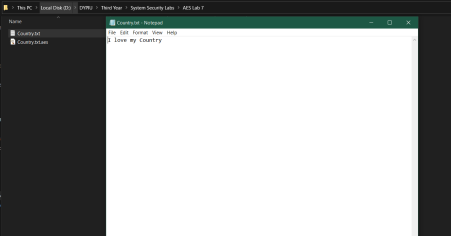 This PC > Local Disk (D:) > DYPIU > Third Year > System Security Labs > AES Lab 7
Name
Country.txt
Country.txt.aes
Country.txt - Notepad
File Edit Format View Help
I love my Country